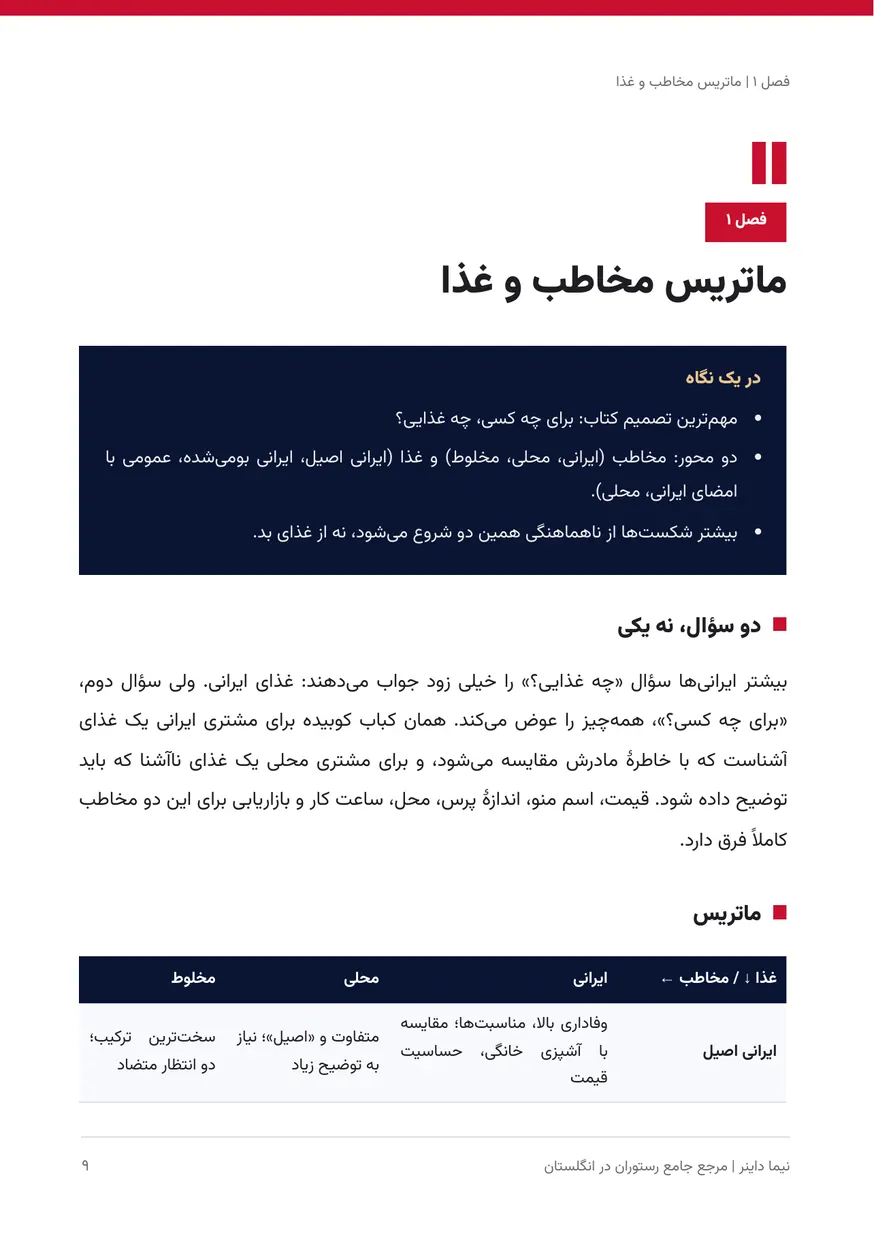 فصل ۱ | ماتریس مخاطب و غذا
فصل ۱
ماتریس مخاطب و غذا
در یک نگاه
• مهم‌ترین تصمیم کتاب: برای چه کسی، چه غذایی؟
• دو محور: مخاطب (ایرانی، محلی، مخلوط) و غذا (ایرانی اصیل، ایرانی بومی‌شده، عمومی با
امضای ایرانی، محلی).
• بیشتر شکست‌ها از ناهماهنگی همین دو شروع می‌شود، نه از غذای بد.
دو سؤال، نه یکی
بیشتر ایرانی‌ها سؤال «چه غذایی؟» را خیلی زود جواب می‌دهند: غذای ایرانی. ولی سؤال دوم،
«برای چه کسی؟»، همه‌چیز را عوض می‌کند. همان کباب کوبیده برای مشتری ایرانی یک غذای
آشناست که با خاطرهٔ مادرش مقایسه می‌شود، و برای مشتری محلی یک غذای ناآشنا که باید
توضیح داده شود. قیمت، اسم منو، اندازهٔ پرس، محل، ساعت کار و بازاریابی برای این دو مخاطب
کاملاً فرق دارد.
ماتریس
غذا ↓ / مخاطب ← ایرانی محلی مخلوط
ایرانی اصیل
وفاداری بالا، مناسبت‌ها؛ مقایسه
با آشپزی خانگی، حساسیت
قیمت
متفاوت و «اصیل»؛ نیاز
به توضیح زیاد
سخت‌ترین ترکیب؛
دو انتظار متضاد
نیما داینر | مرجع جامع رستوران در انگلستان
۹